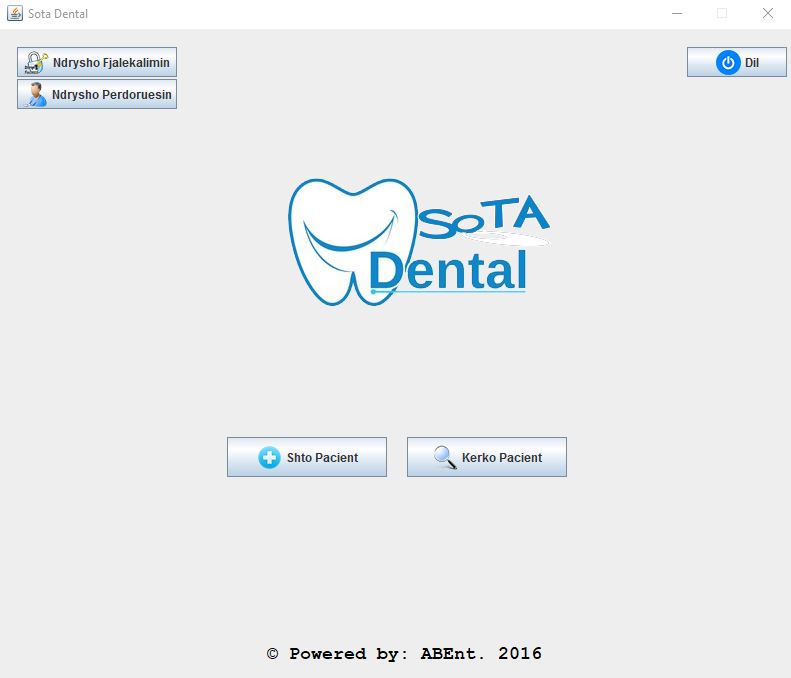 Sota Dental
Ndrysho Fjalekalimin
Dil
Ndrysho Perdoruesin
SoTA
Dental
Shto Pacient
Kerko Pacient
© Powered by: ABEnt. 2016